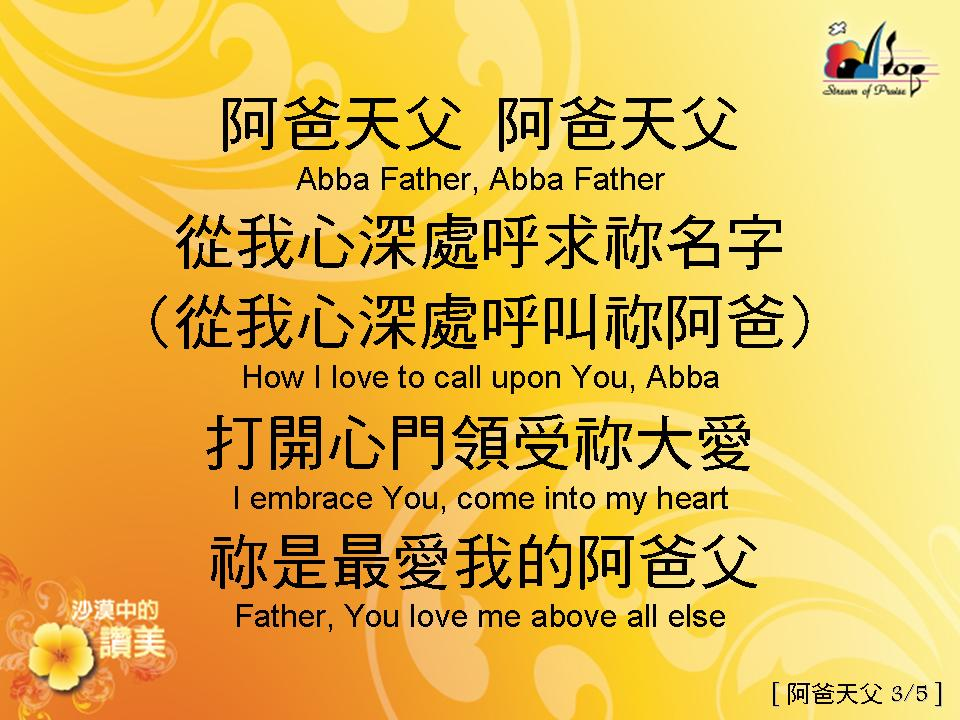 SOP
Stream of Praise
阿爸天父 阿爸天父
Abba Father, Abba Father
從我心深處呼求祢名字
（從我心深處呼叫祢阿爸）
How I love to call upon You, Abba
打開心門領受祢大愛
I embrace You, come into my heart
祢是最愛我的阿爸父
Father, You love me above all else
沙漠中的
讚美
[ 阿爸天父 3/5 ]